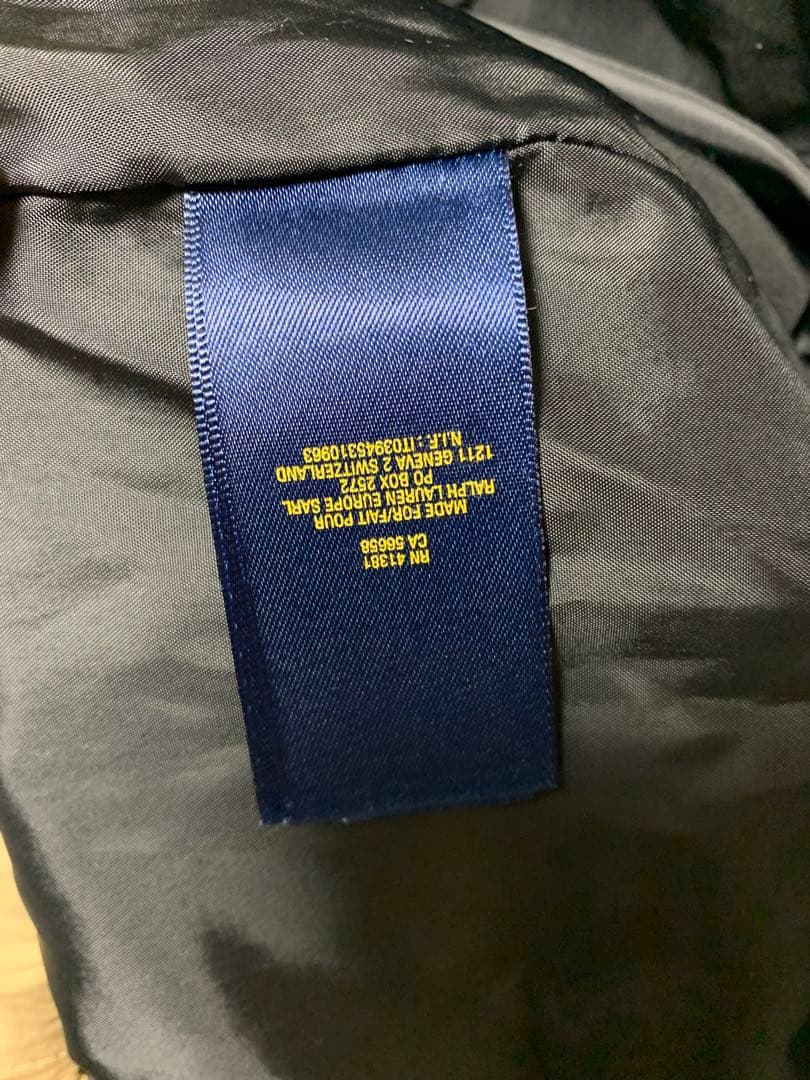 RN 41381
CA 56658
MADE FOR/FAIT POUR
RALPH LAUREN EUROPE SARL
PO BOX 2572
1211 GENEVA 2 SWITZERLAND
N.I.F.: IT03945310963